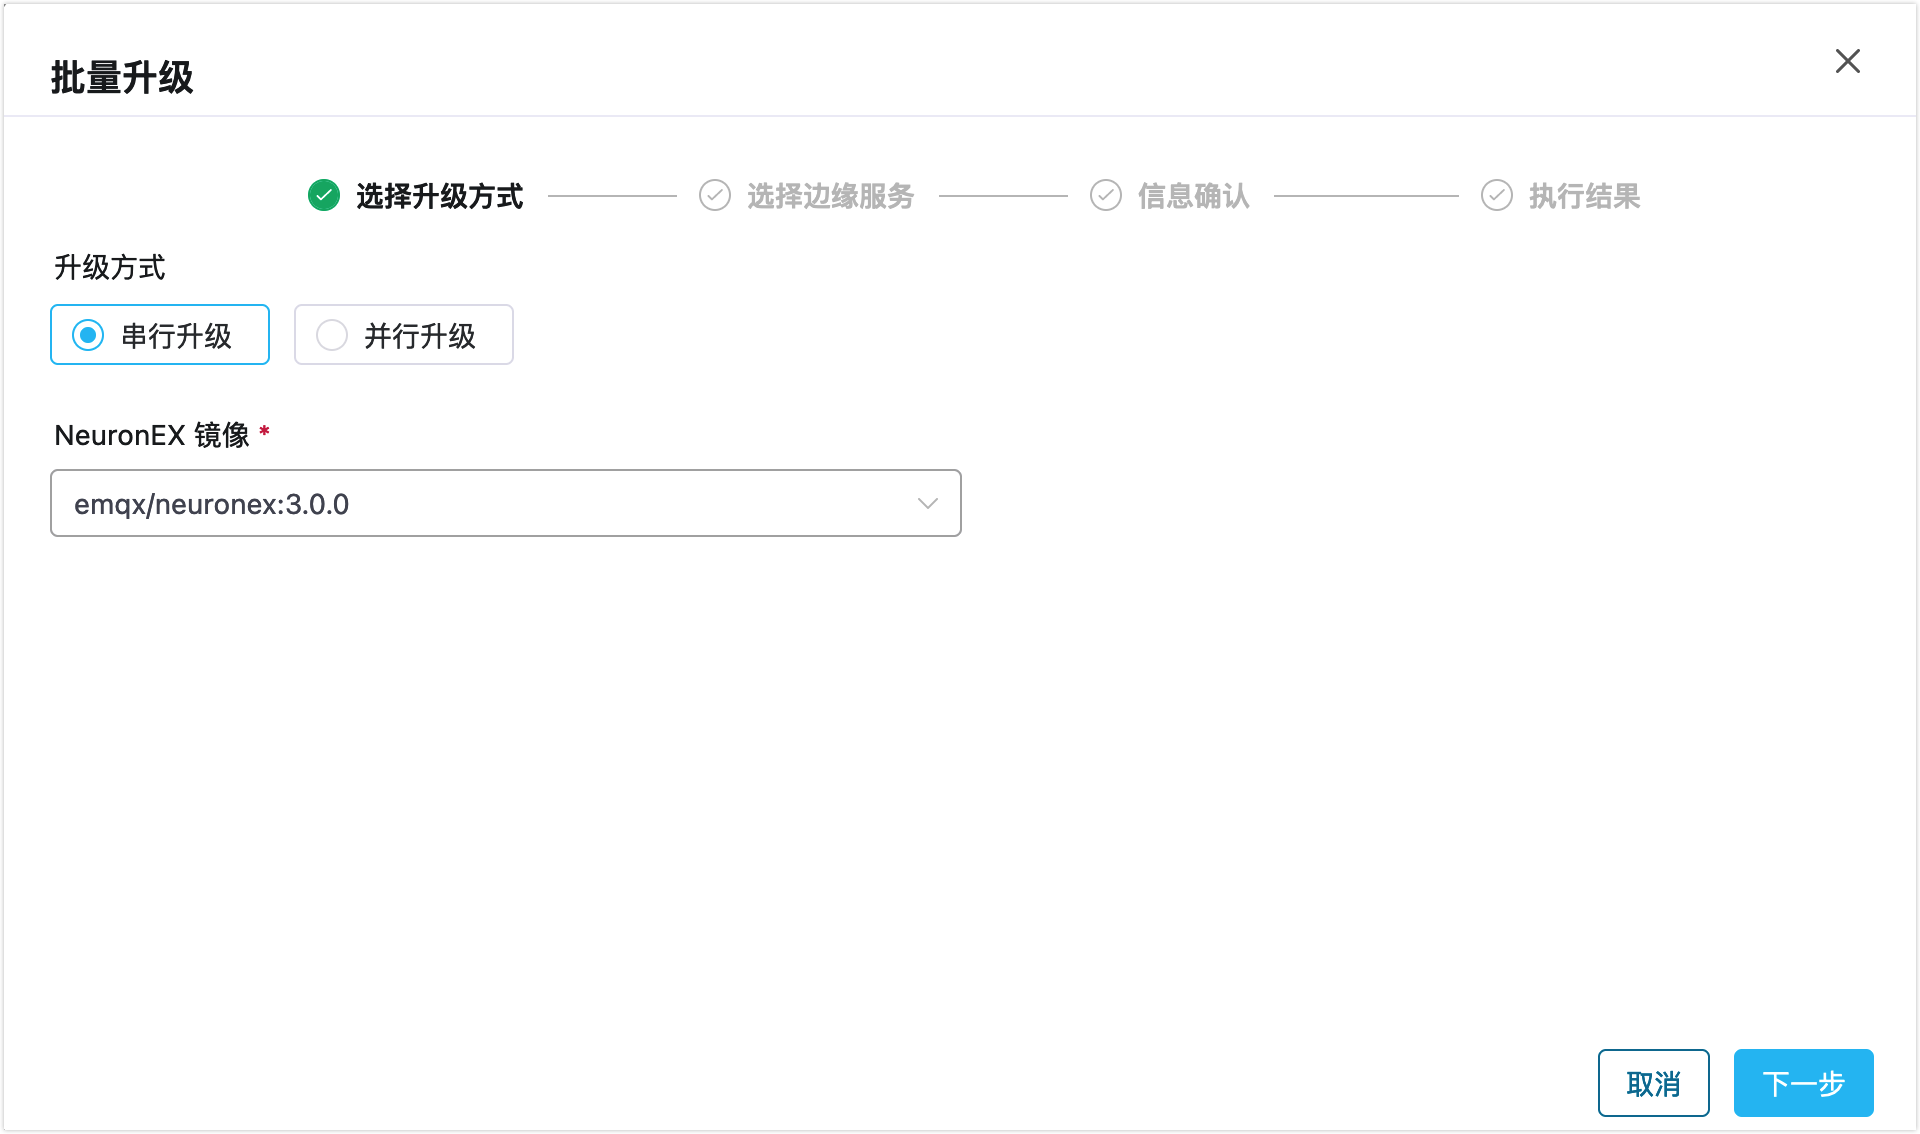 批量升级
选择升级方式 选择边缘服务 信息确认 执行结果
升级方式
串行升级 并行升级
NeuronEX 镜像 *
emqx/neuronex:3.0.0
取消 下一步